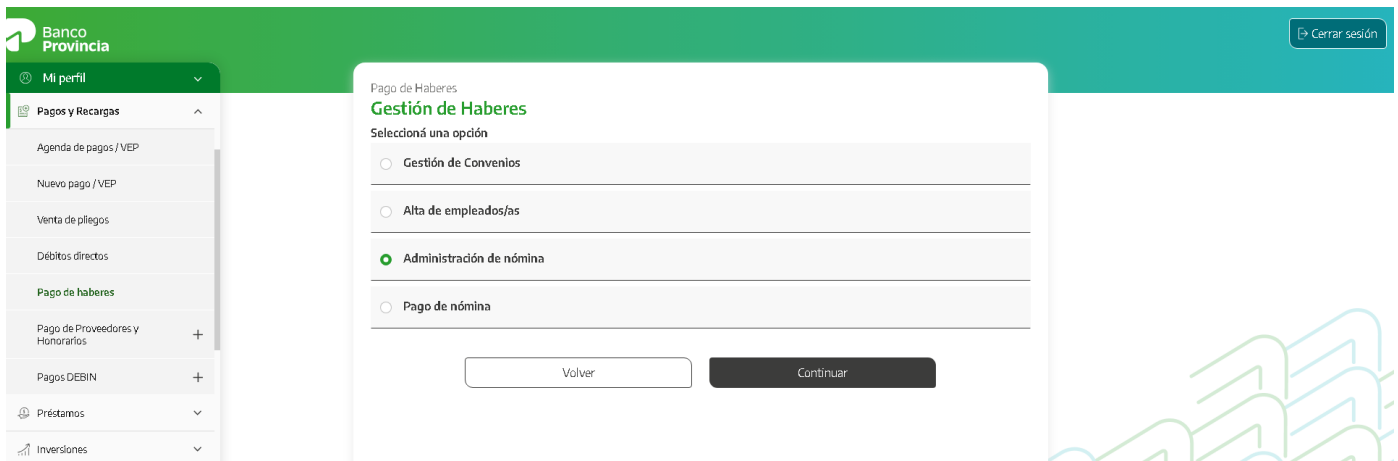 Banco
Provincia
Cerrar sesión
Mi perfil
Pagos y Recargas
Agenda de pagos / VEP
Nuevo pago / VEP
Venta de pliegos
Débitos directos
Pago de haberes
Pago de Proveedores y
Honorarios
Pagos DEBIN
Préstamos
Inversiones
Pago de Haberes
Gestión de Haberes
Seleccioná una opción
Gestión de Convenios
Alta de empleados/as
Administración de nómina
Pago de nómina
Volver
Continuar